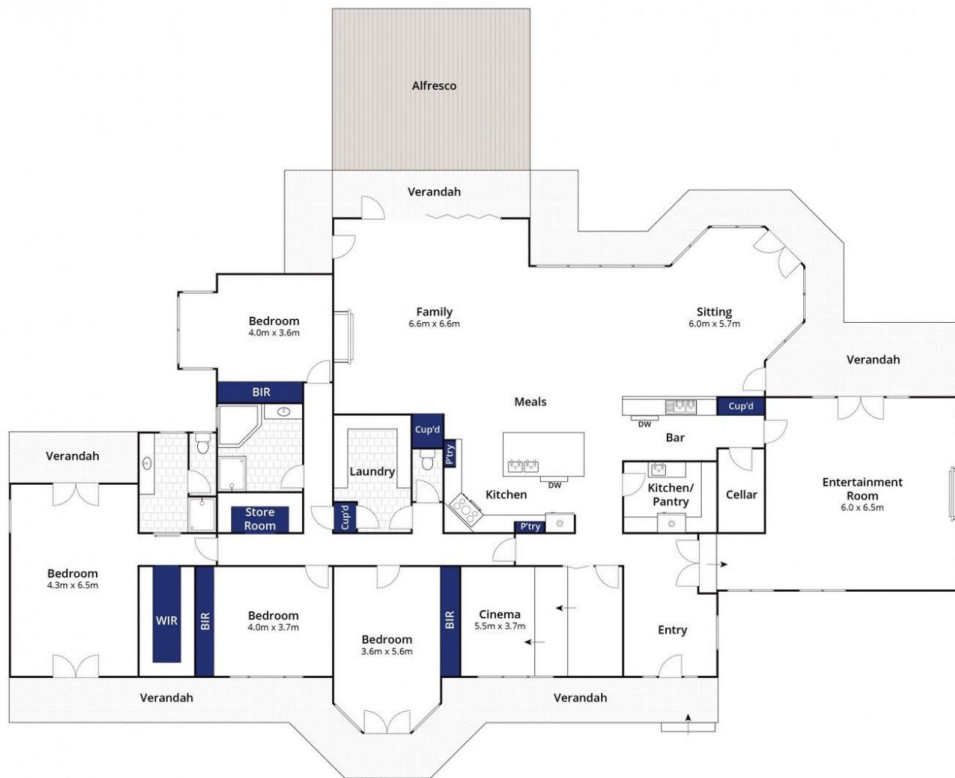 Alfresco
Verandah
Family
6.6m x 6.6m
Sitting
6.0m x 5.7m
Bedroom
4.0m x 3.6m
Verandah
BIR
Meals
Cup'd
DW
Bar
Cup'd
P'try
Verandah
Laundry
Kitchen
DW
Kitchen/
Pantry
Cellar
Entertainment
Room
6.0 x 6.5m
Store
Room
Cup'd
P'try
Bedroom
4.3m x 6.5m
WIR
BIR
Bedroom
4.0m x 3.7m
Bedroom
3.6m x 5.6m
BIR
Cinema
5.5m x 3.7m
Entry
Verandah
Verandah